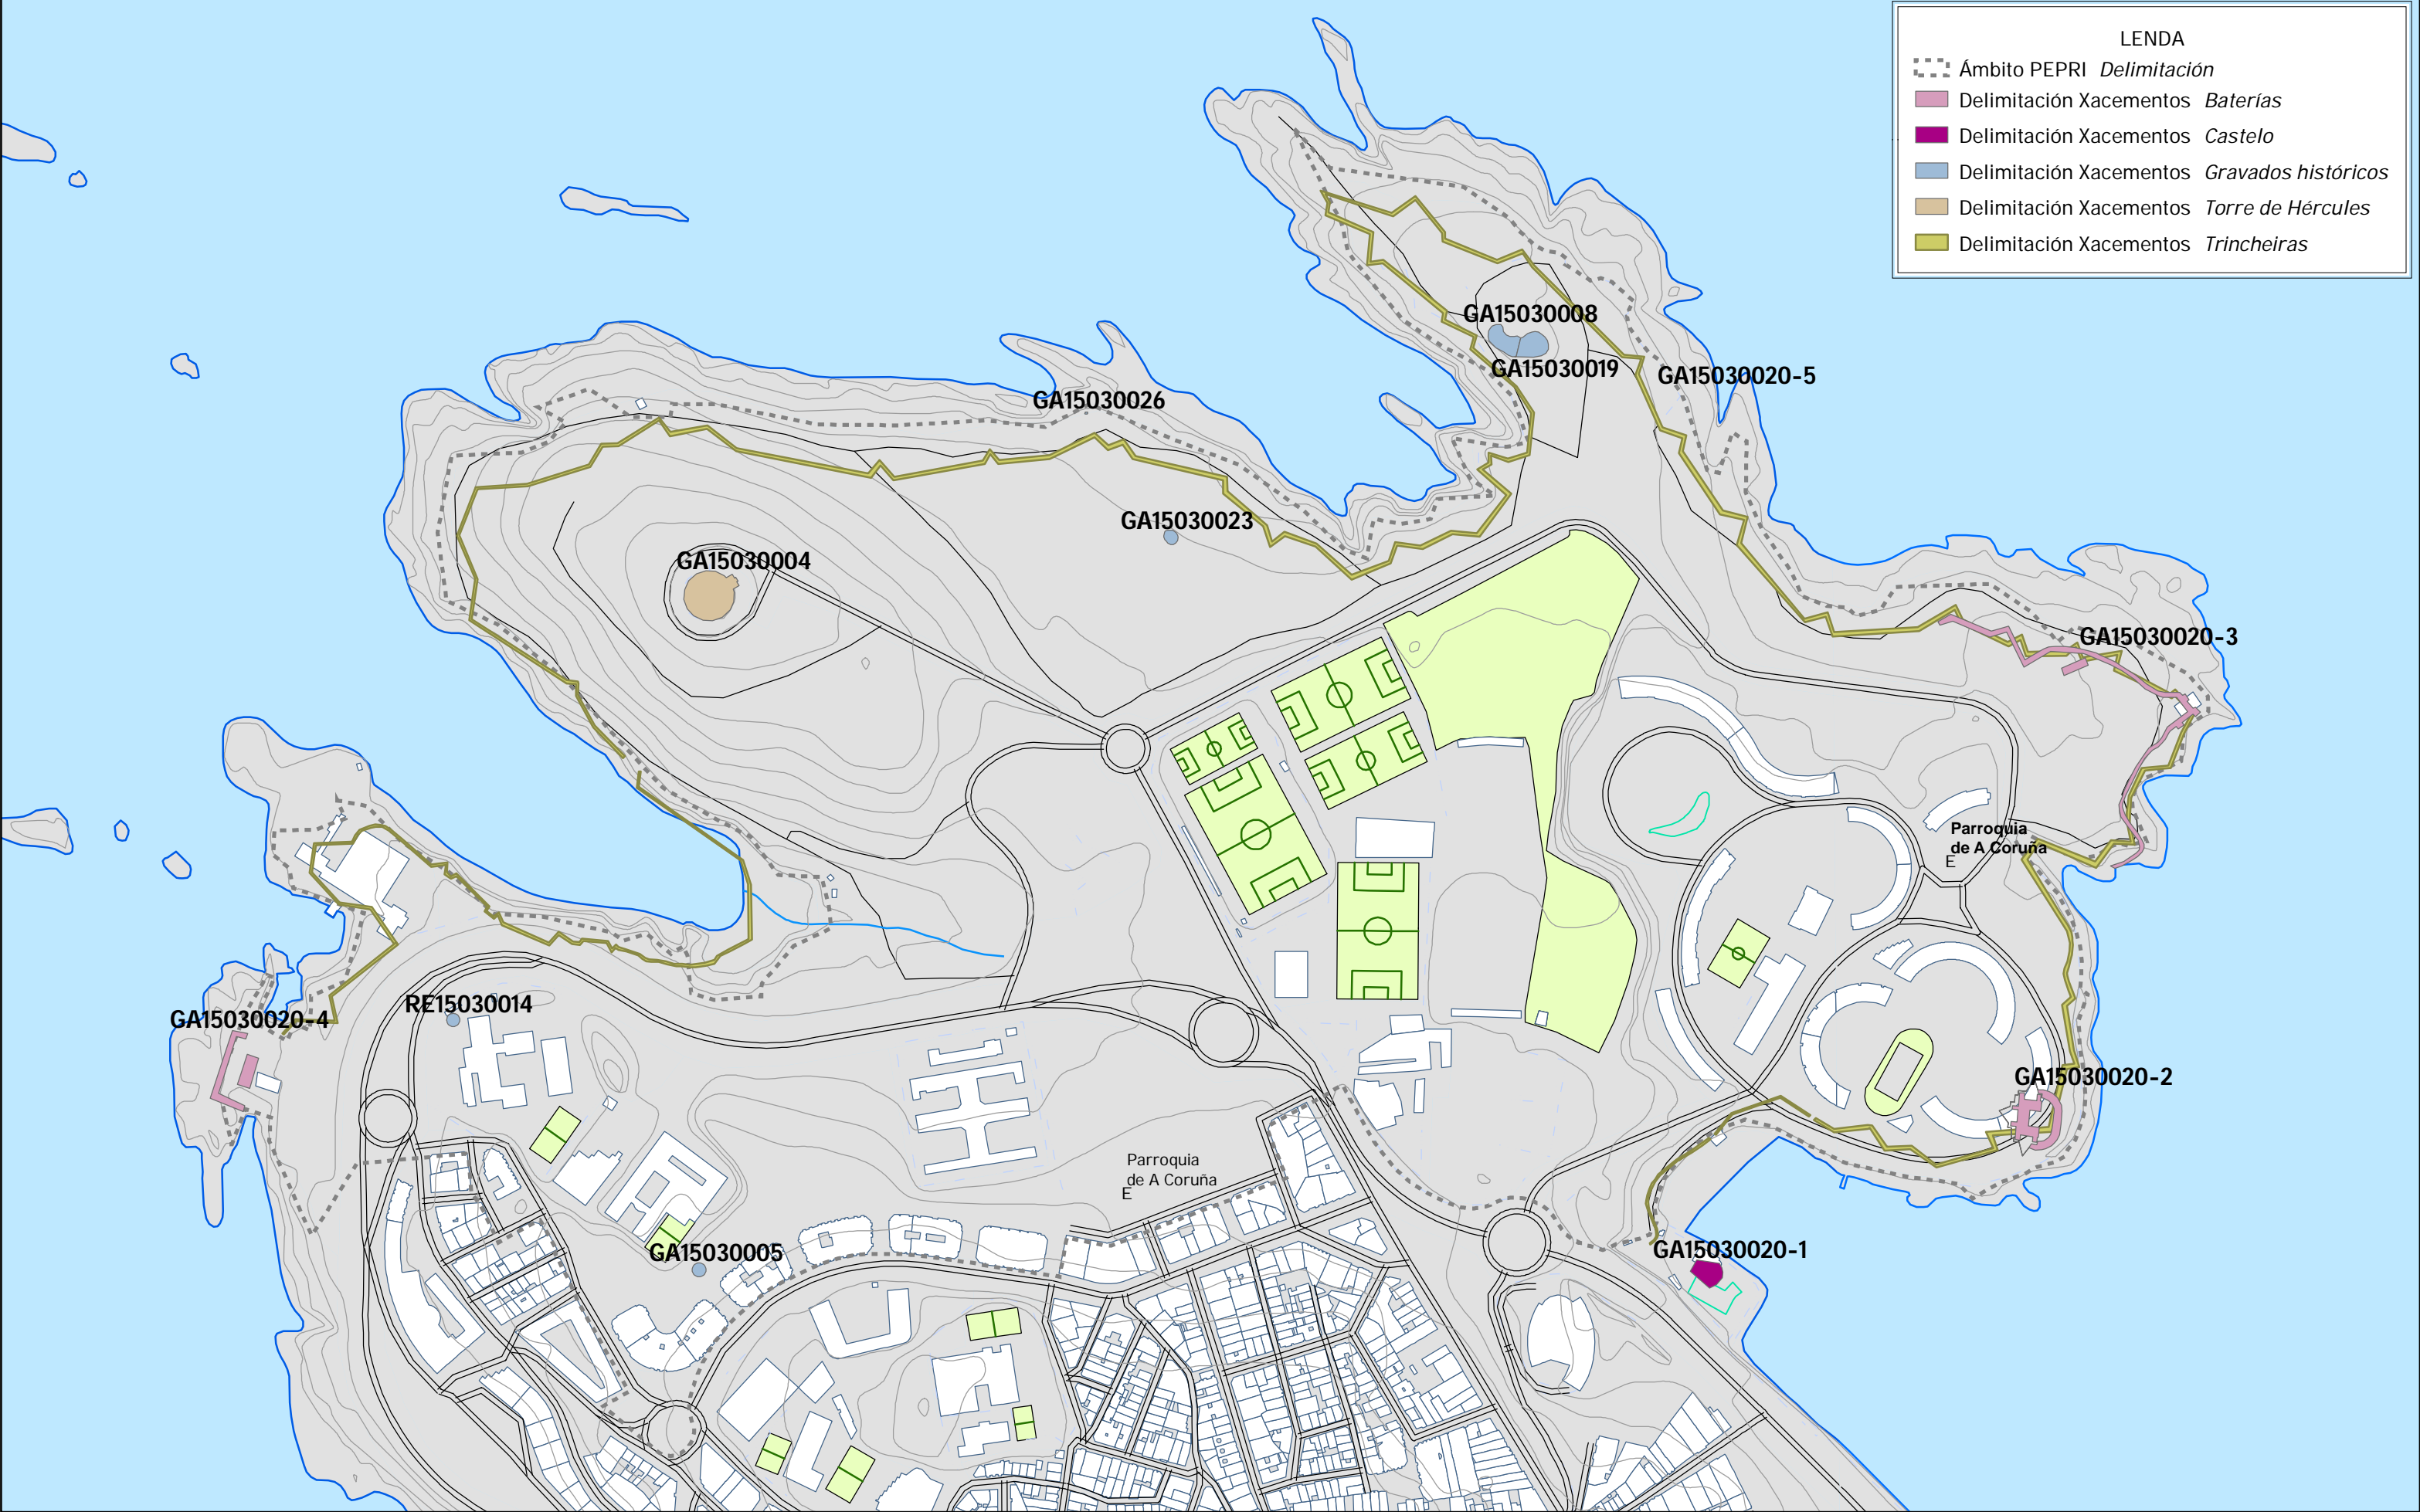 LENDA
Ámbito PEPRI Delimitación
Delimitación Xacementos Baterías
Delimitación Xacementos Castelo
Delimitación Xacementos Gravados históricos
Delimitación Xacementos Torre de Hércules
Delimitación Xacementos Trincheiras
GA15030008
GA15030019
GA15030020-5
GA15030026
GA15030023
GA15030004
GA15030020-3
Parroquia
de A Coruña
E
RE15030014
GA15030020-4
GA15030020-2
Parroquia
de A Coruña
E
GA15030005
GA15030020-1